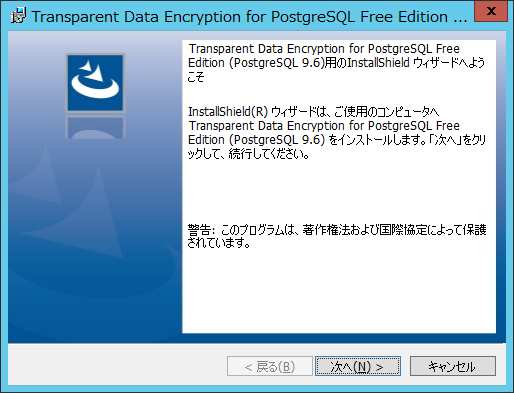 Transparent Data Encryption for PostgreSQL Free Edition ...
x
Transparent Data Encryption for PostgreSQL Free
Edition (PostgreSQL 9.6)用のInstallShield ウィザードへよう
こそ
InstallShield(R) ウィザードは、ご使用のコンピュータへ
Transparent Data Encryption for PostgreSQL Free
Edition (PostgreSQL 9.6) をインストールします。「次へ」をクリ
ックして、続行してください。
警告: このプログラムは、著作権法および国際協定によって保護
されています。
< 戻る(B)
次へ(N) >
キャンセル